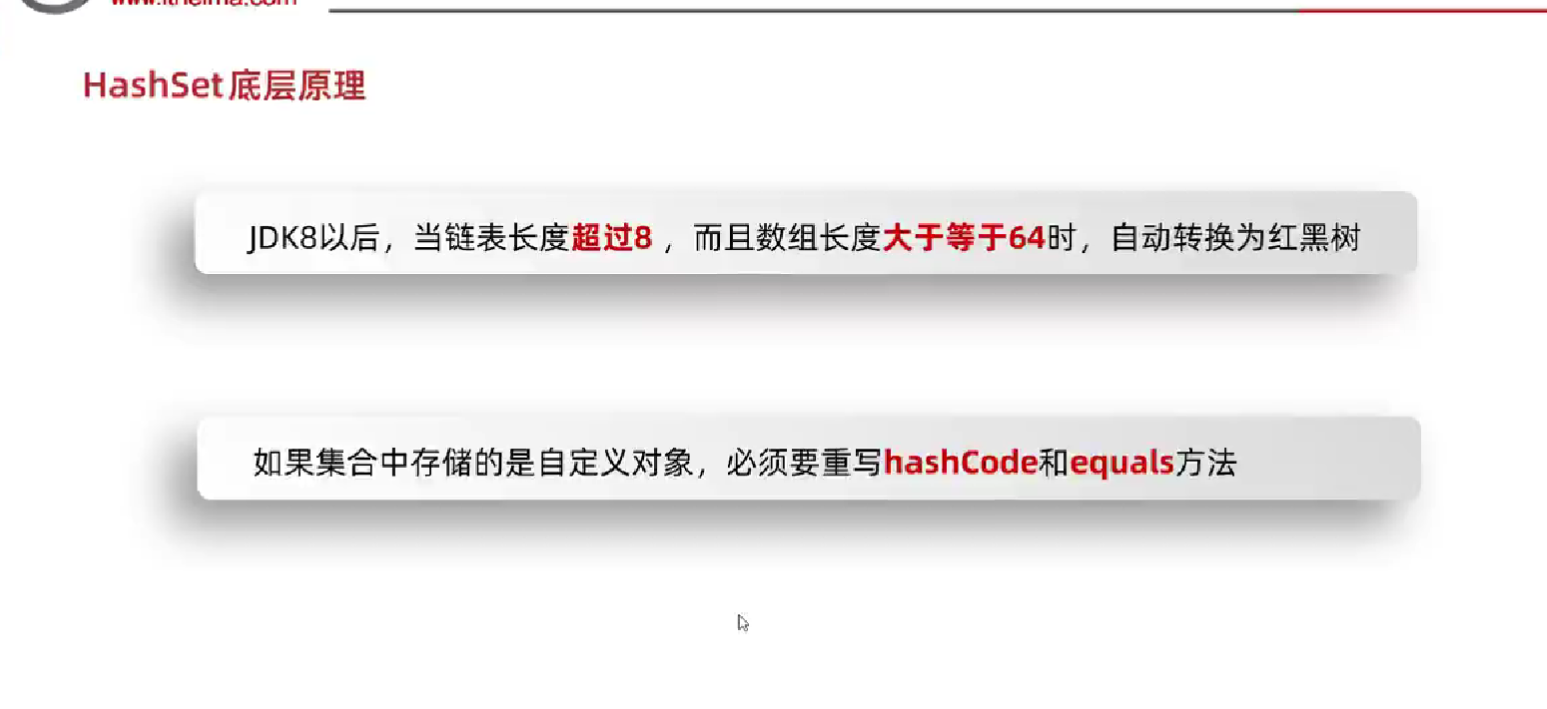 www.itheima.com
HashSet底层原理
JDK8以后，当链表长度超过8，而且数组长度大于等于64时，自动转换为红黑树
如果集合中存储的是自定义对象，必须要重写hashCode和equals方法